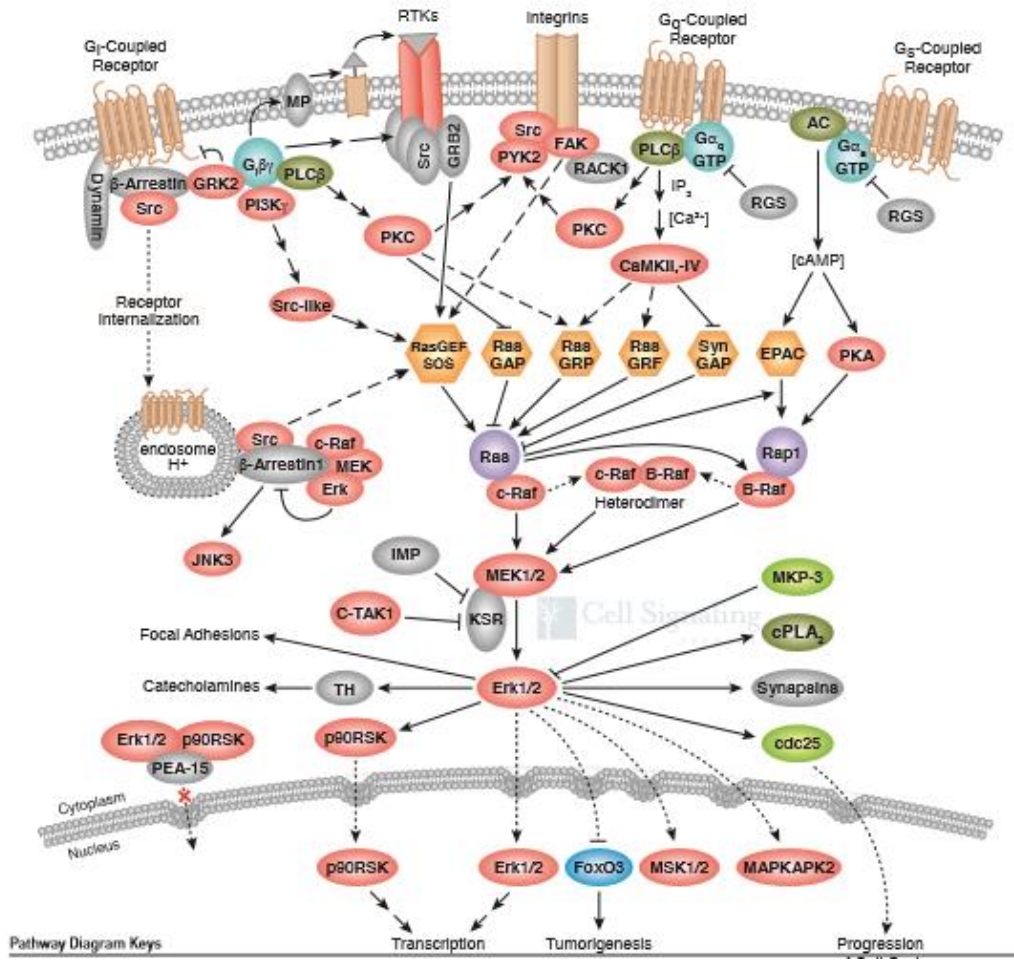 RTKs
Integrins
Gq-Coupled
Receptor
Gi-Coupled
Receptor
Gs-Coupled
Receptor
MP
Src
GRB2
Src
PYK2
FAK
RACK1
PLCβ
Gαq
GTP
AC
Gαs
GTP
RGS
RGS
Dynamin
β-Arrestin
Src
GRK2
Giβγ
PLCβ
PI3Kγ
PKC
PKC
IP3
[Ca²⁺]
CaMKII,-IV
[cAMP]
Receptor
Internalization
Src-like
RasGEF
SOS
Ras
GAP
Ras
GRP
Ras
GRF
Syn
GAP
EPAC
PKA
endosome
H+
Src
β-Arrestin1
c-Raf
MEK
Erk
JNK3
Ras
c-Raf
c-Raf
B-Raf
Heterodimer
Rap1
B-Raf
IMP
MEK1/2
KSR
C-TAK1
Cell Signaling
MKP-3
cPLA2
Synapsins
cdc25
Focal Adhesions
Catecholamines
TH
Erk1/2
p90RSK
Erk1/2
p90RSK
PEA-15
Cytoplasm
Nucleus
p90RSK
Erk1/2
FoxO3
MSK1/2
MAPKAPK2
Pathway Diagram Keys
Transcription
Tumorigenesis
Progression